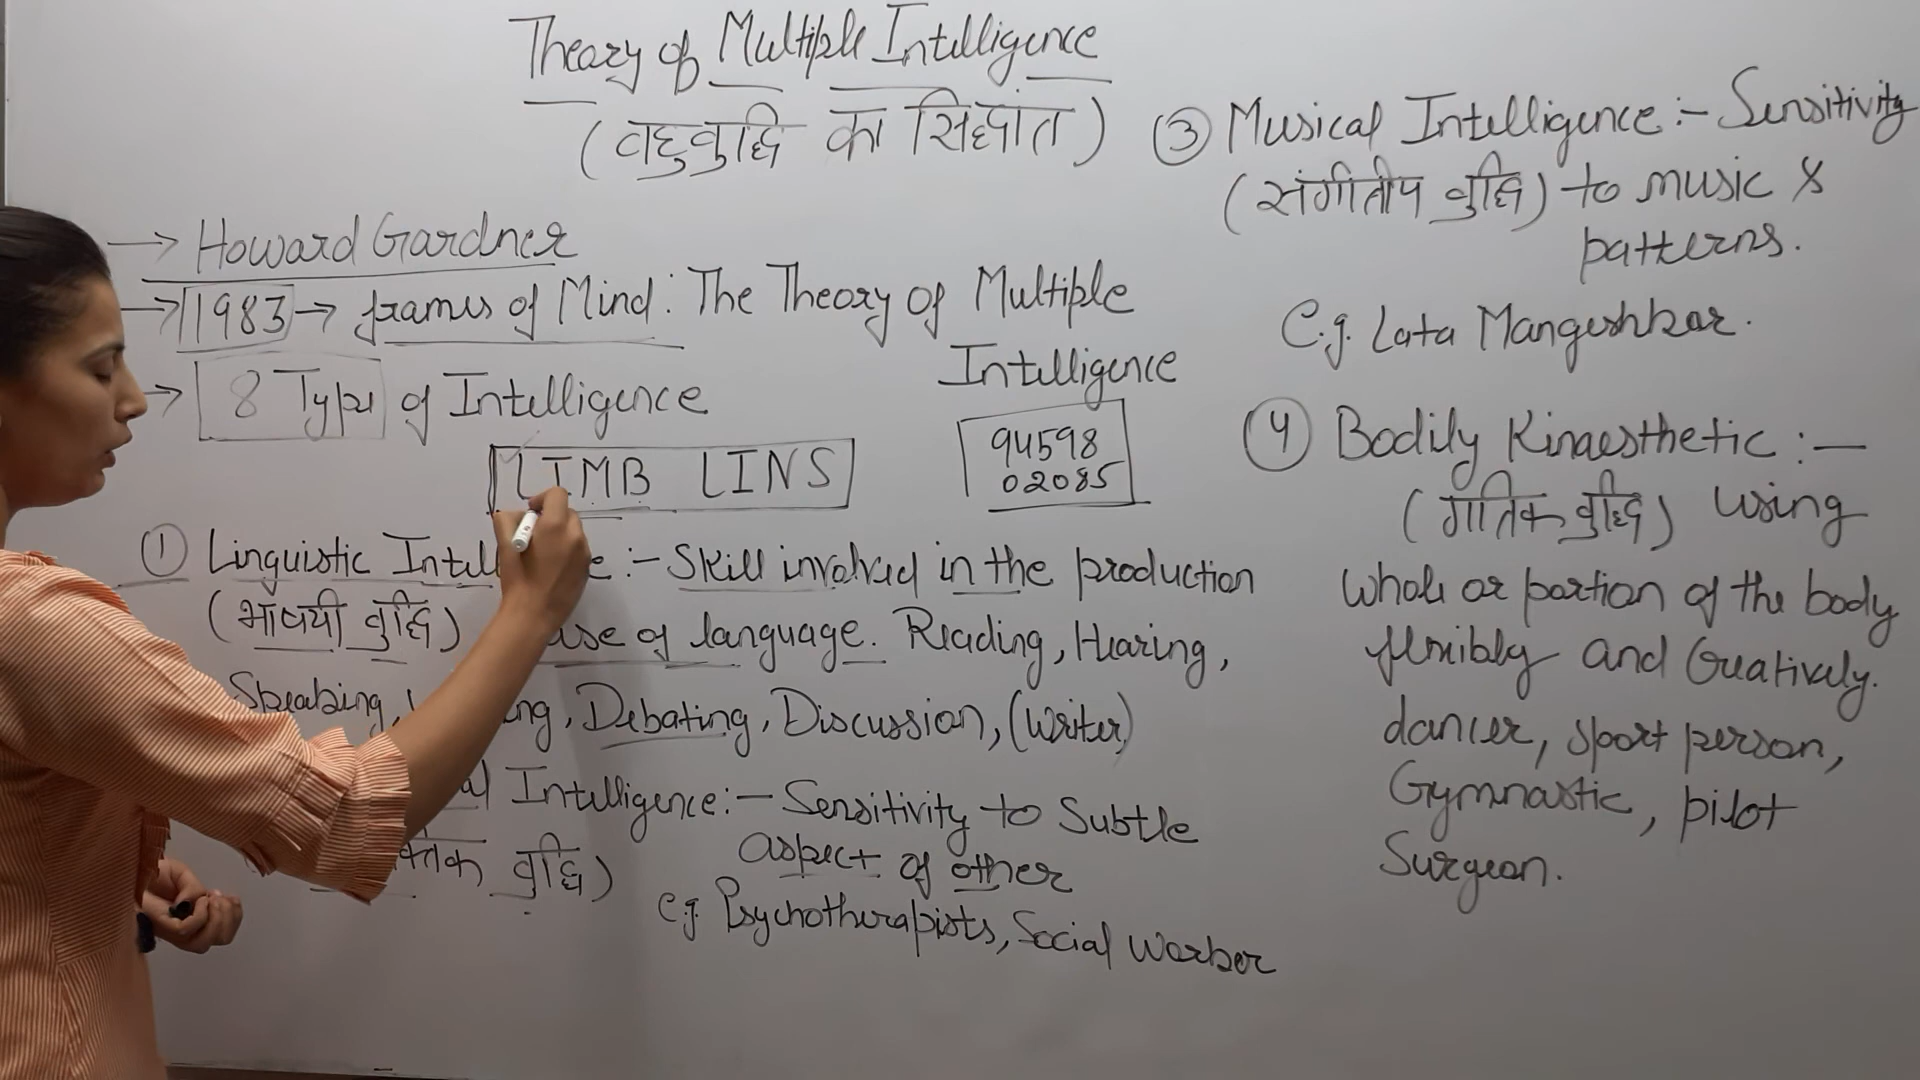 Theory of Multiple Intelligence
(बहुबुद्धि का सिद्धांत)
→ Howard Gardner
→ 1983 → frames of Mind: The Theory of Multiple
Intelligence
→ 8 Type of Intelligence
94598
02085
LIMB LINS
① Linguistic :- Skill involved in the production
(भाषयी बुद्धि) use of language. Reading, Hearing,
Speaking, Debating, Discussion, (Writer)
Intelligence:- Sensitivity to Subtle
बुद्धि) aspect of other
e.g. Psychotherapists, Social Worker
③ Musical Intelligence:- Sensitivity
(संगीतीय बुद्धि) to music &
patterns.
e.g. Lata Mangeshkar.
④ Bodily Kinaesthetic:-
(गतिक बुद्धि) using
whole or portion of the body
flexibly and Creatively.
dancer, sport person,
Gymnastic, pilot
Surgeon.